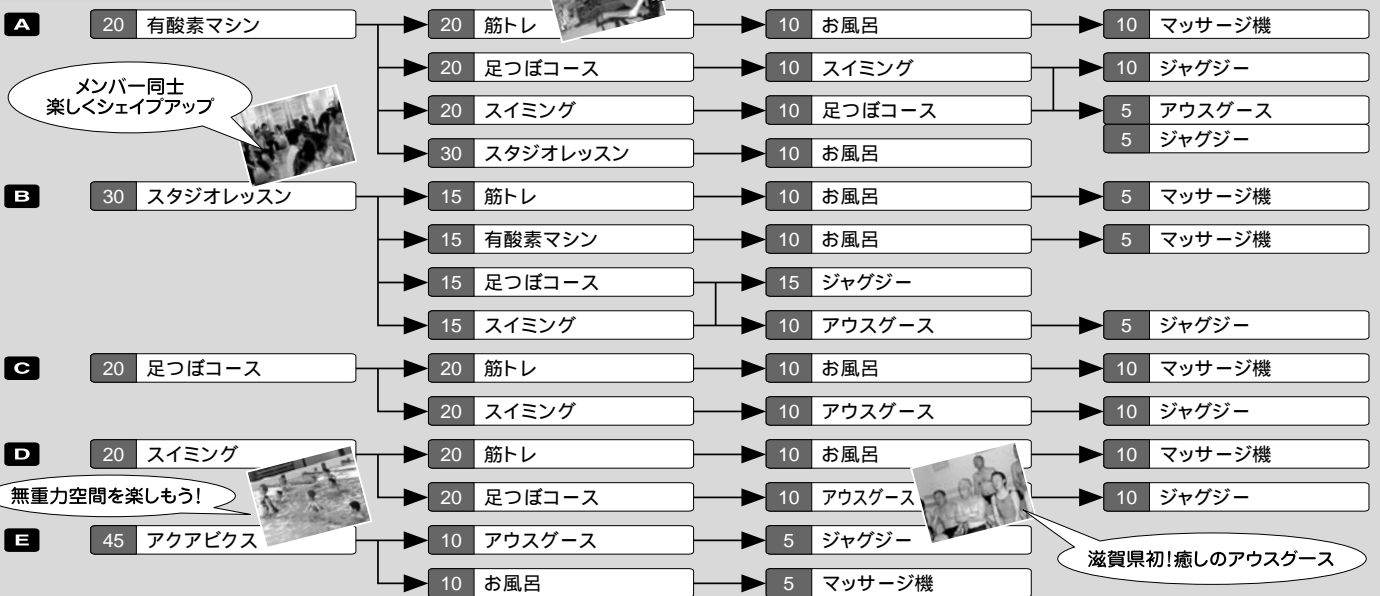 A 20 有酸素マシン 20 筋トレ 10 お風呂 10 マッサージ機
20 足つぼコース 10 スイミング 10 ジャグジー
メンバー同士
楽しくシェイプアップ
20 スイミング 10 足つぼコース 5 アウスグース
5 ジャグジー
30 スタジオレッスン 10 お風呂
B 30 スタジオレッスン 15 筋トレ 10 お風呂 5 マッサージ機
15 有酸素マシン 10 お風呂 5 マッサージ機
15 足つぼコース 15 ジャグジー
15 スイミング 10 アウスグース 5 ジャグジー
C 20 足つぼコース 20 筋トレ 10 お風呂 10 マッサージ機
20 スイミング 10 アウスグース 10 ジャグジー
D 20 スイミング 20 筋トレ 10 お風呂 10 マッサージ機
無重力空間を楽しもう!
20 足つぼコース 10 アウスグース 10 ジャグジー
E 45 アクアビクス 10 アウスグース 5 ジャグジー
滋賀県初!癒しのアウスグース
10 お風呂 5 マッサージ機